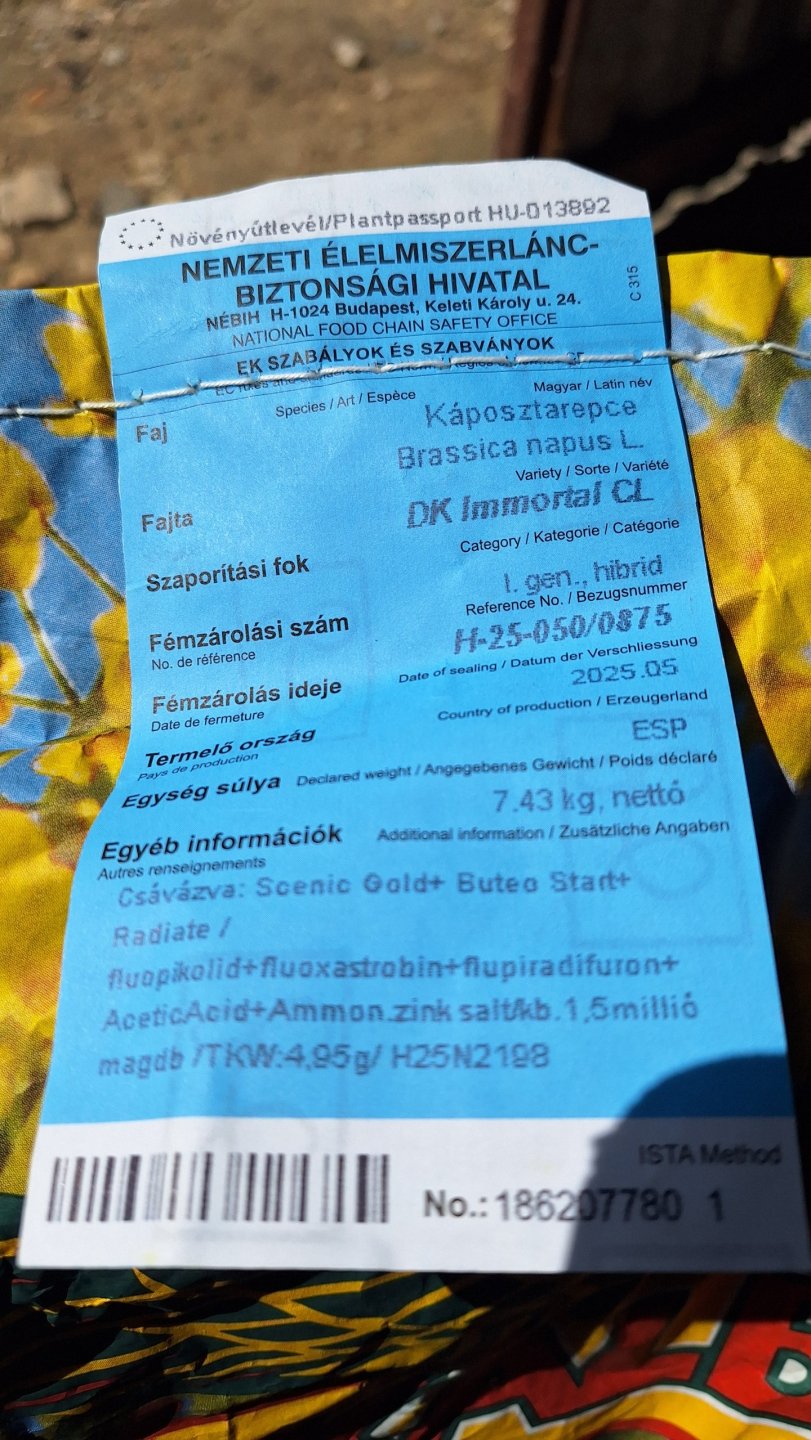 Növényútlevél/Plantpassport HU-013892
NEMZETI ÉLELMISZERLÁNC-
BIZTONSÁGI HIVATAL
NÉBIH H-1024 Budapest, Keleti Károly u. 24.
NATIONAL FOOD CHAIN SAFETY OFFICE
C 315
EK SZABÁLYOK ÉS SZABVÁNYOK
EC rules and
Faj
Species / Art / Espèce
Magyar / Latin név
Káposztarepce
Brassica napus L.
Fajta
Variety / Sorte / Variété
DK Immortal CL
Szaporítási fok
Category / Kategorie / Catégorie
I. gen., hibrid
Fémzárolási szám
Reference No. / Bezugsnummer
No. de référence
H-25-050/0875
Fémzárolás ideje
Date of sealing / Datum der Verschliessung
Date de fermeture
2025.05
Termelő ország
Country of production / Erzeugerland
Pays de production
ESP
Egység súlya Declared weight / Angegebenes Gewicht / Poids déclaré
7.43 kg, nettó
Egyéb információk
Additional information / Zusätzliche Angaben
Autres renseignements
Csávázva: Scenic Gold+ Buteo Start+
Radiate /
fluopikolid+fluoxastrobin+flupiradifuron+
AceticAcid+Ammon.zink salt/kb.1,5millió
magdb /TKW:4,95g/ H25N2198
ISTA Method
No.: 186207780 1